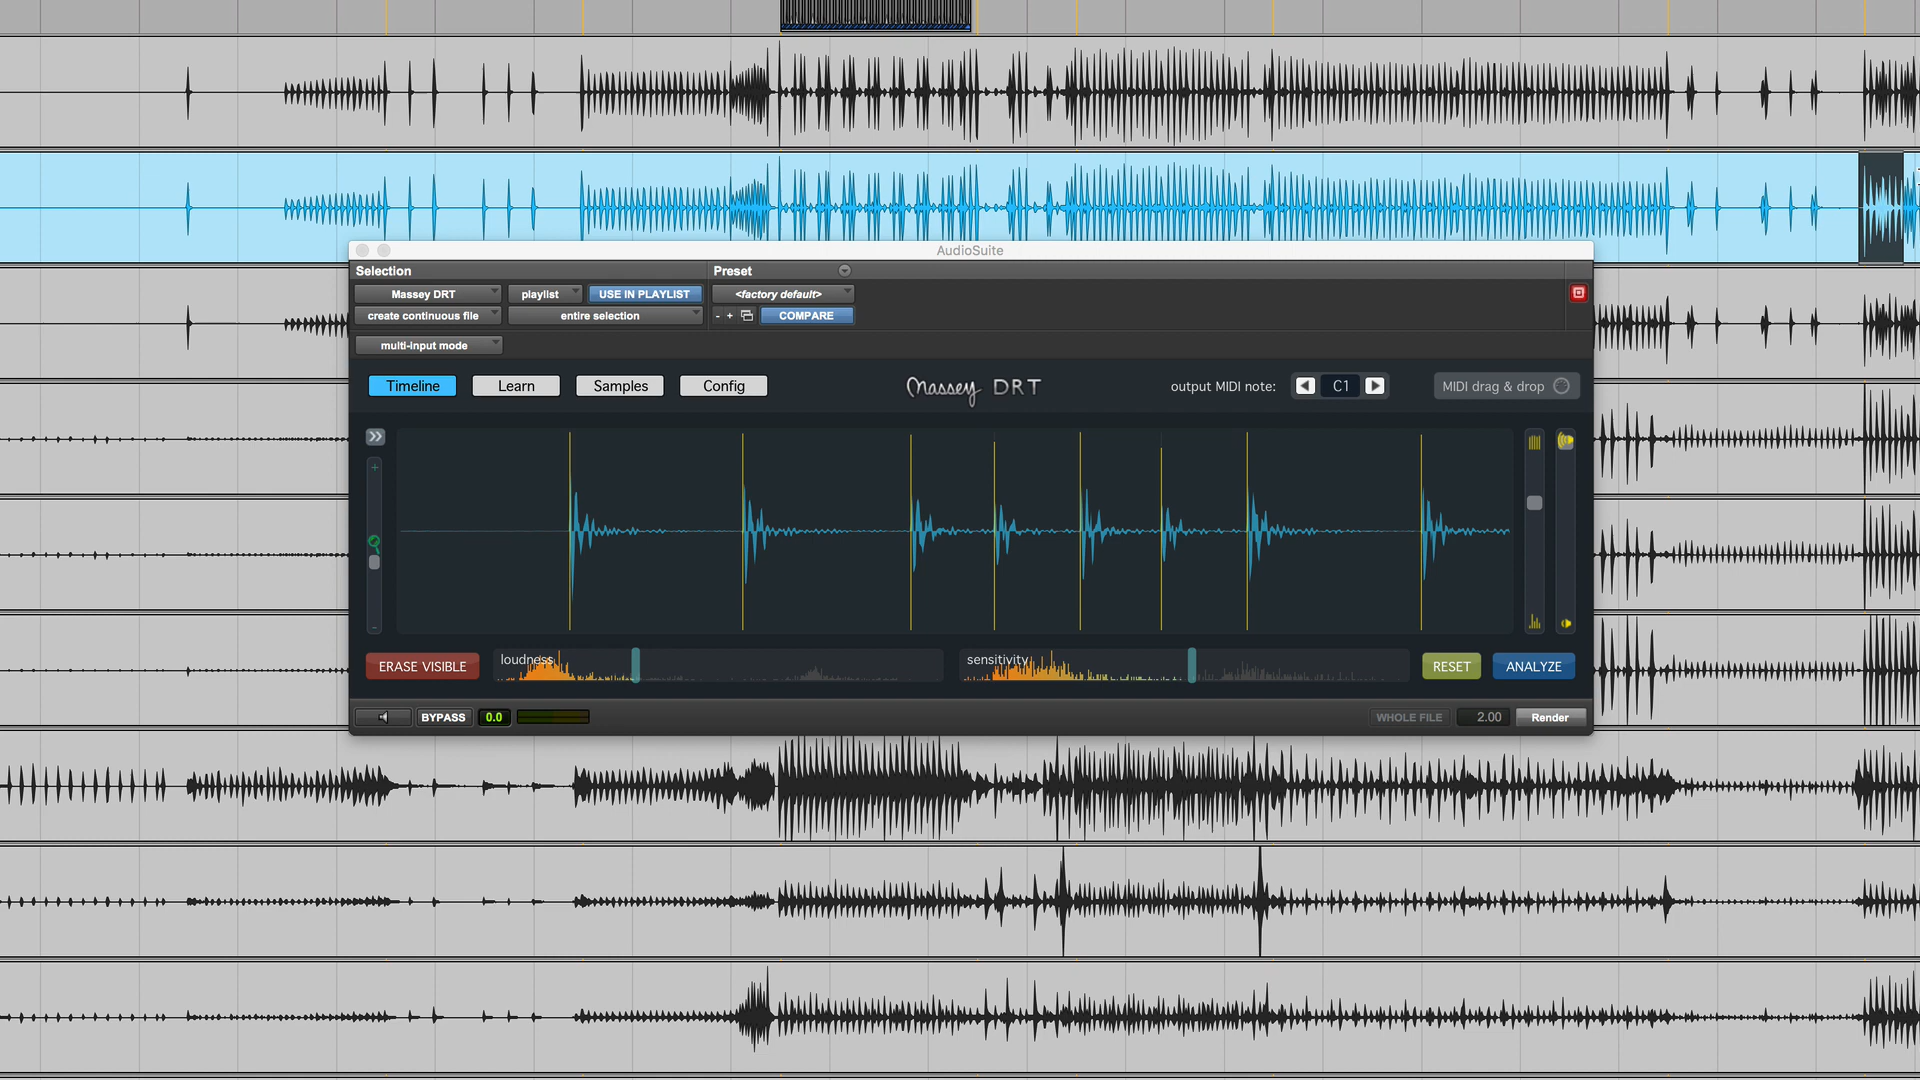 AudioSuite
Selection
Preset
Massey DRT
playlist
USE IN PLAYLIST
<factory default>
create continuous file
entire selection
- +
COMPARE
multi-input mode
Timeline
Learn
Samples
Config
Massey DRT
output MIDI note:
C1
MIDI drag & drop
+
-
ERASE VISIBLE
loudness
sensitivity
RESET
ANALYZE
BYPASS
0.0
WHOLE FILE
2.00
Render